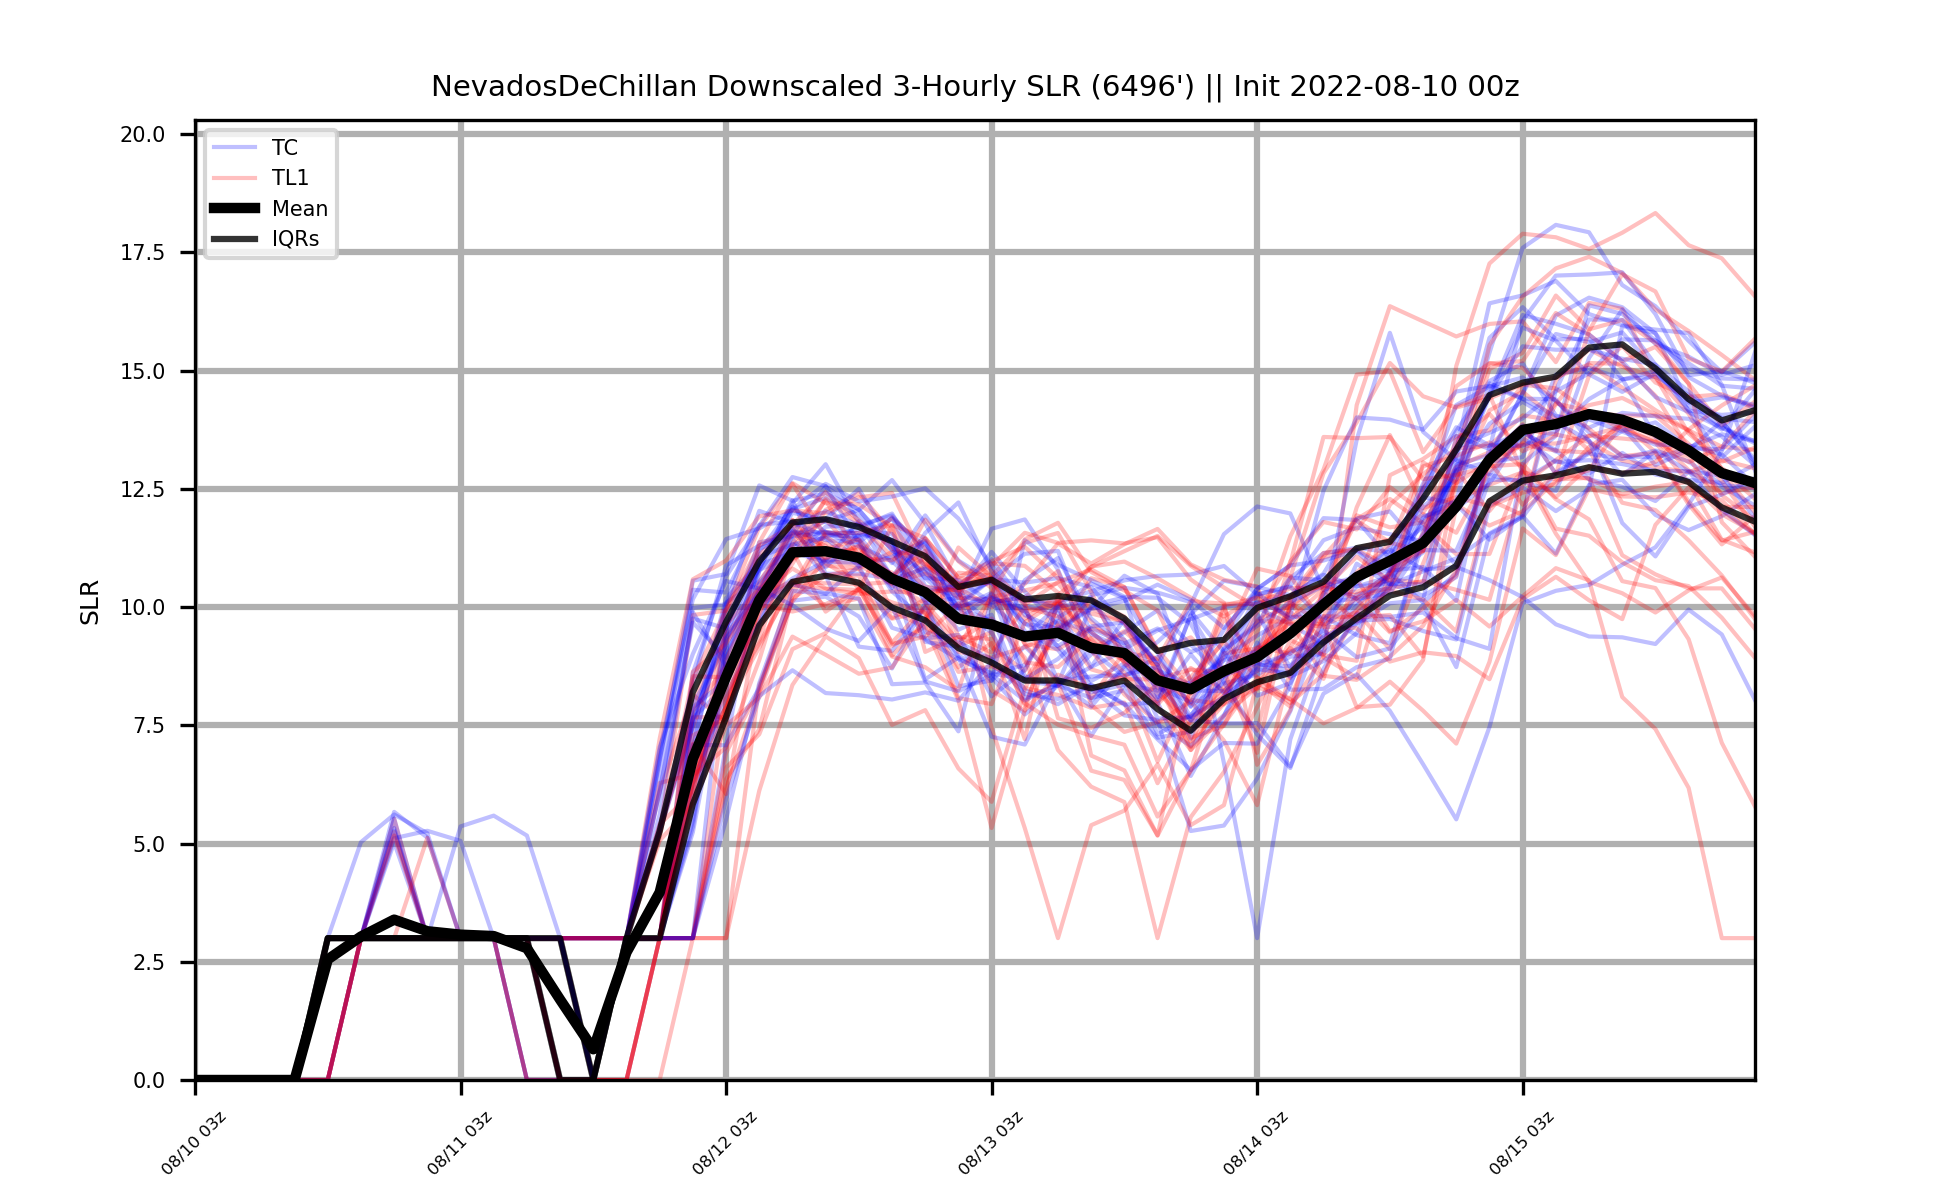 NevadosDeChillan Downscaled 3-Hourly SLR (6496') || Init 2022-08-10 00z
TC
TL1
Mean
IQRs
SLR
20.0
17.5
15.0
12.5
10.0
7.5
5.0
2.5
0.0
08/10 03z
08/11 03z
08/12 03z
08/13 03z
08/14 03z
08/15 03z